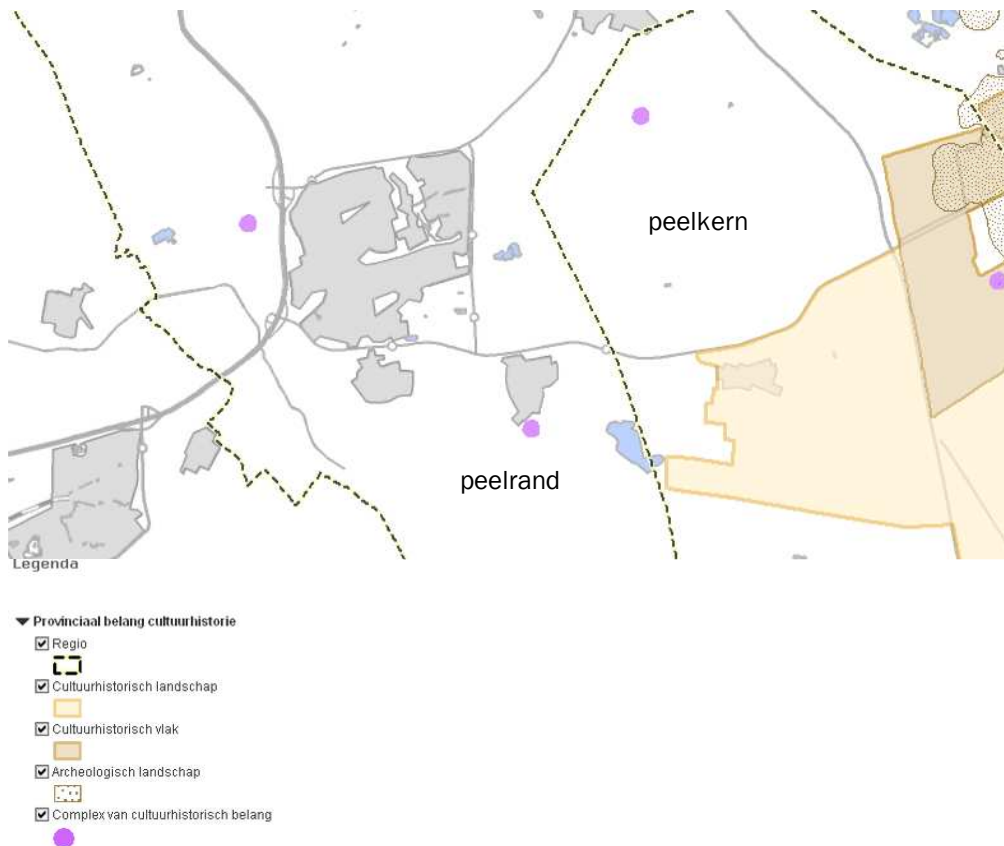 peelkern
peelrand
Legenda
Provinciaal belang cultuurhistorie
Regio
Cultuurhistorisch landschap
Cultuurhistorisch vlak
Archeologisch landschap
Complex van cultuurhistorisch belang